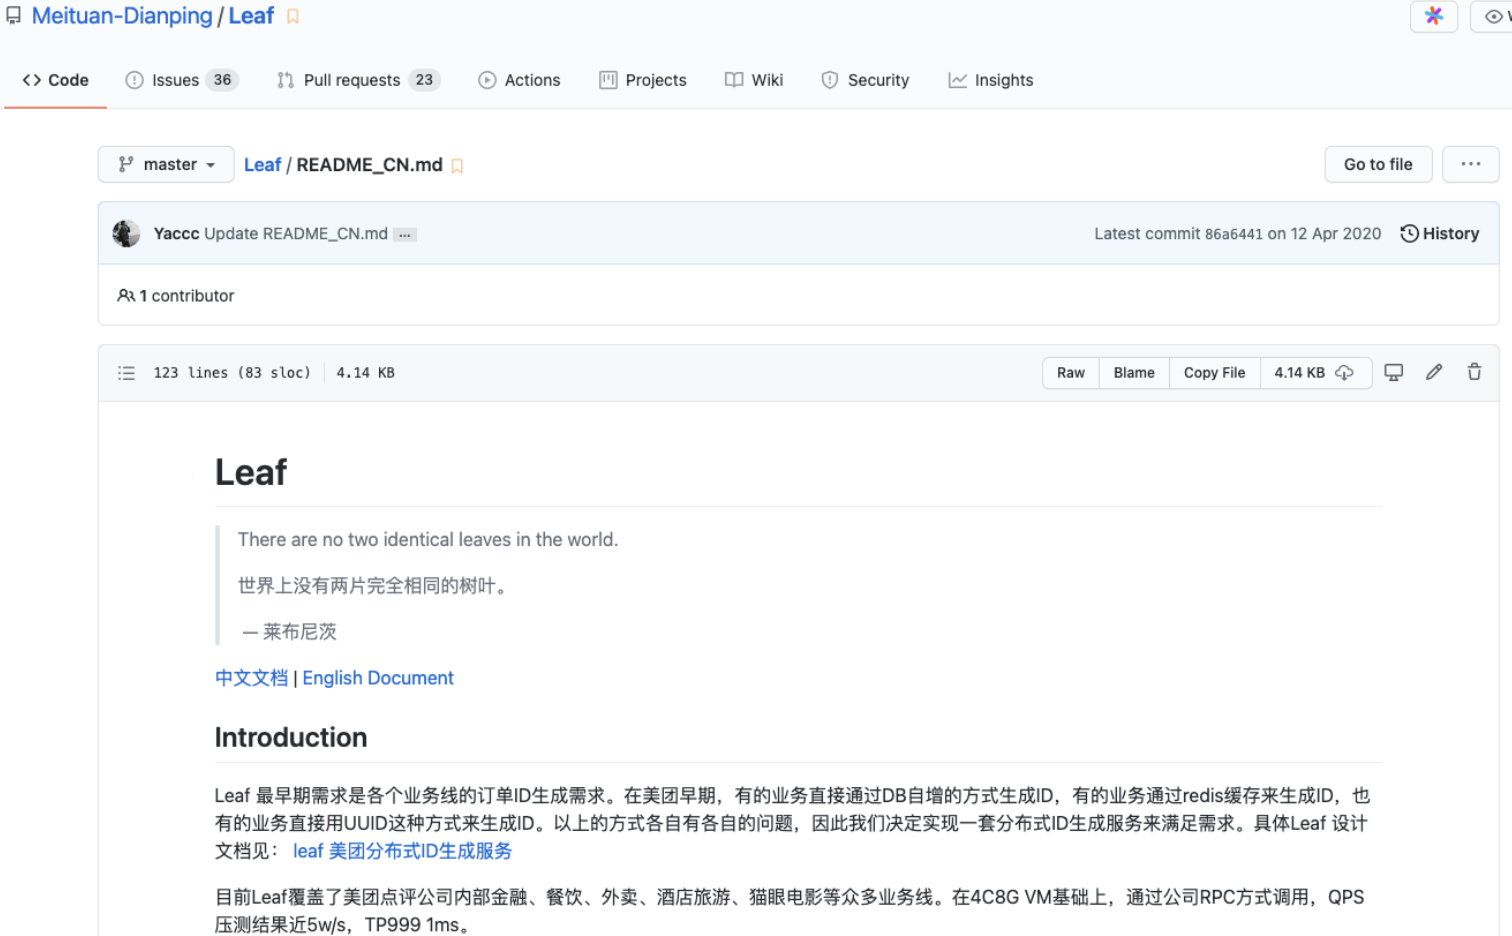 Meituan-Dianping / Leaf
Code Issues 36 Pull requests 23 Actions Projects Wiki Security Insights
master Leaf / README_CN.md Go to file ...
Yaccc Update README_CN.md ... Latest commit 86a6441 on 12 Apr 2020 History
1 contributor
123 lines (83 sloc) 4.14 KB Raw Blame Copy File 4.14 KB
Leaf
There are no two identical leaves in the world.
世界上没有两片完全相同的树叶。
— 莱布尼茨
中文文档 | English Document
Introduction
Leaf 最早期需求是各个业务线的订单ID生成需求。在美团早期，有的业务直接通过DB自增的方式生成ID，有的业务通过redis缓存来生成ID，也
有的业务直接用UUID这种方式来生成ID。以上的方式各自有各自的问题，因此我们决定实现一套分布式ID生成服务来满足需求。具体Leaf 设计
文档见： leaf 美团分布式ID生成服务
目前Leaf覆盖了美团点评公司内部金融、餐饮、外卖、酒店旅游、猫眼电影等众多业务线。在4C8G VM基础上，通过公司RPC方式调用，QPS
压测结果近5w/s，TP999 1ms。